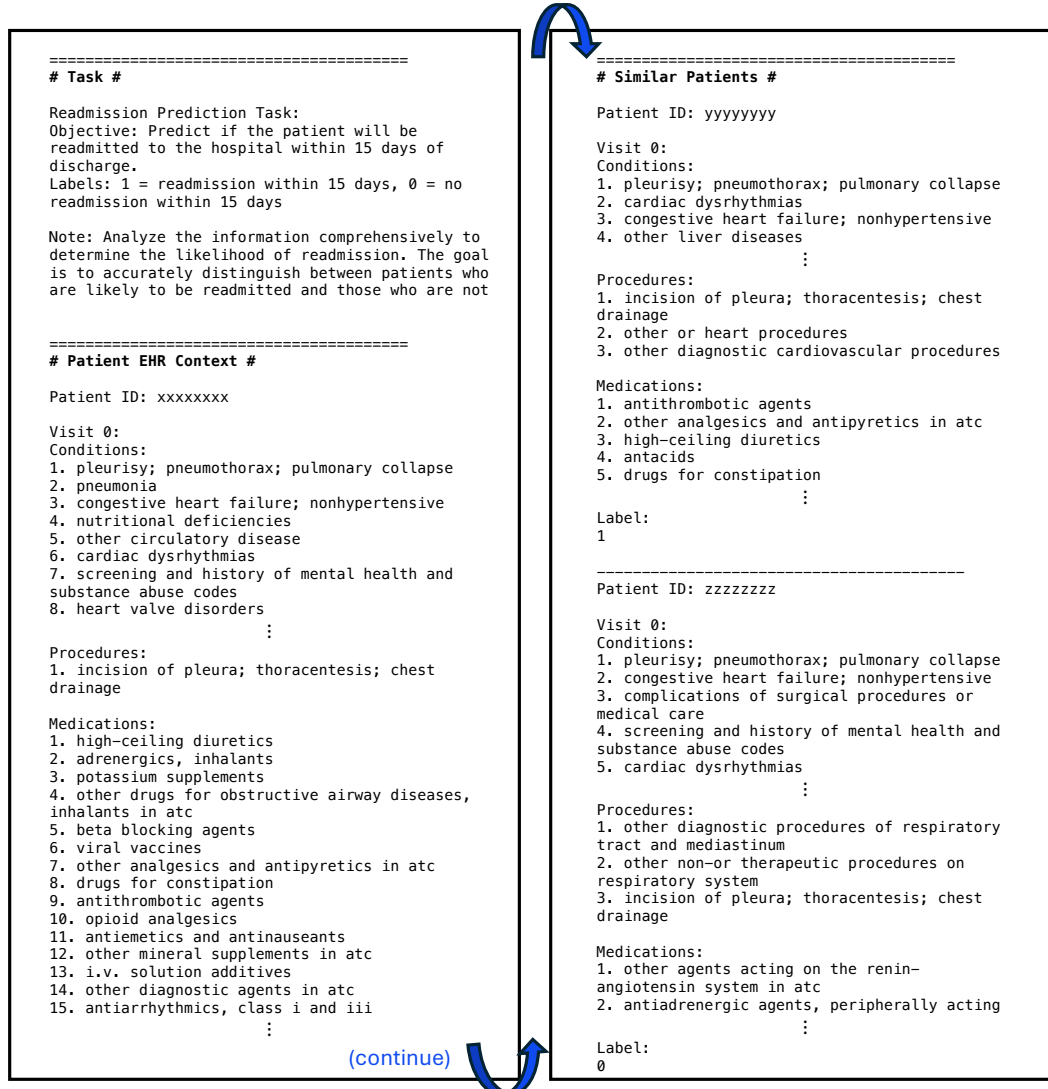 ========================================
# Task #
Readmission Prediction Task:
Objective: Predict if the patient will be
readmitted to the hospital within 15 days of
discharge.
Labels: 1 = readmission within 15 days, 0 = no
readmission within 15 days
Note: Analyze the information comprehensively to
determine the likelihood of readmission. The goal
is to accurately distinguish between patients who
are likely to be readmitted and those who are not
========================================
# Patient EHR Context #
Patient ID: xxxxxxxx
Visit 0:
Conditions:
1. pleurisy; pneumothorax; pulmonary collapse
2. pneumonia
3. congestive heart failure; nonhypertensive
4. nutritional deficiencies
5. other circulatory disease
6. cardiac dysrhythmias
7. screening and history of mental health and
substance abuse codes
8. heart valve disorders
⋮
Procedures:
1. incision of pleura; thoracentesis; chest
drainage
Medications:
1. high-ceiling diuretics
2. adrenergics, inhalants
3. potassium supplements
4. other drugs for obstructive airway diseases,
inhalants in atc
5. beta blocking agents
6. viral vaccines
7. other analgesics and antipyretics in atc
8. drugs for constipation
9. antithrombotic agents
10. opioid analgesics
11. antiemetics and antinauseants
12. other mineral supplements in atc
13. i.v. solution additives
14. other diagnostic agents in atc
15. antiarrhythmics, class i and iii
⋮
(continue)
========================================
# Similar Patients #
Patient ID: yyyyyyyy
Visit 0:
Conditions:
1. pleurisy; pneumothorax; pulmonary collapse
2. cardiac dysrhythmias
3. congestive heart failure; nonhypertensive
4. other liver diseases
⋮
Procedures:
1. incision of pleura; thoracentesis; chest
drainage
2. other or heart procedures
3. other diagnostic cardiovascular procedures
Medications:
1. antithrombotic agents
2. other analgesics and antipyretics in atc
3. high-ceiling diuretics
4. antacids
5. drugs for constipation
⋮
Label:
1
-----------------------------------------
Patient ID: zzzzzzzz
Visit 0:
Conditions:
1. pleurisy; pneumothorax; pulmonary collapse
2. congestive heart failure; nonhypertensive
3. complications of surgical procedures or
medical care
4. screening and history of mental health and
substance abuse codes
5. cardiac dysrhythmias
⋮
Procedures:
1. other diagnostic procedures of respiratory
tract and mediastinum
2. other non-or therapeutic procedures on
respiratory system
3. incision of pleura; thoracentesis; chest
drainage
Medications:
1. other agents acting on the renin-
angiotensin system in atc
2. antiadrenergic agents, peripherally acting
⋮
Label:
0